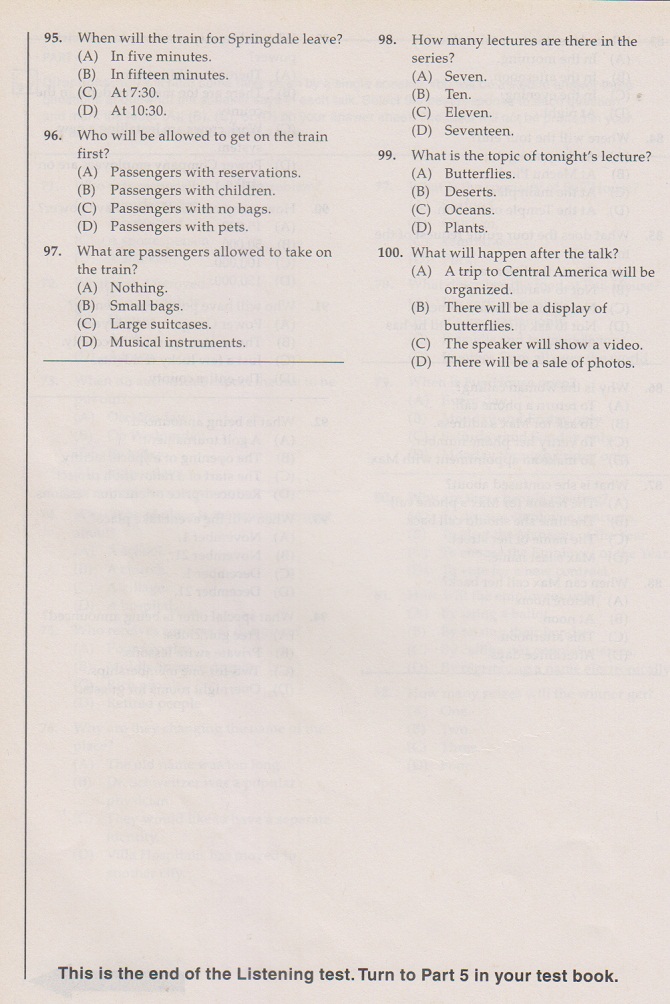 95. When will the train for Springdale leave?
(A) In five minutes.
(B) In fifteen minutes.
(C) At 7:30.
(D) At 10:30.
96. Who will be allowed to get on the train
first?
(A) Passengers with reservations.
(B) Passengers with children.
(C) Passengers with no bags.
(D) Passengers with pets.
97. What are passengers allowed to take on
the train?
(A) Nothing.
(B) Small bags.
(C) Large suitcases.
(D) Musical instruments.
98. How many lectures are there in the
series?
(A) Seven.
(B) Ten.
(C) Eleven.
(D) Seventeen.
99. What is the topic of tonight's lecture?
(A) Butterflies.
(B) Deserts.
(C) Oceans.
(D) Plants.
100. What will happen after the talk?
(A) A trip to Central America will be
organized.
(B) There will be a display of
butterflies.
(C) The speaker will show a video.
(D) There will be a sale of photos.
This is the end of the Listening test. Turn to Part 5 in your test book.